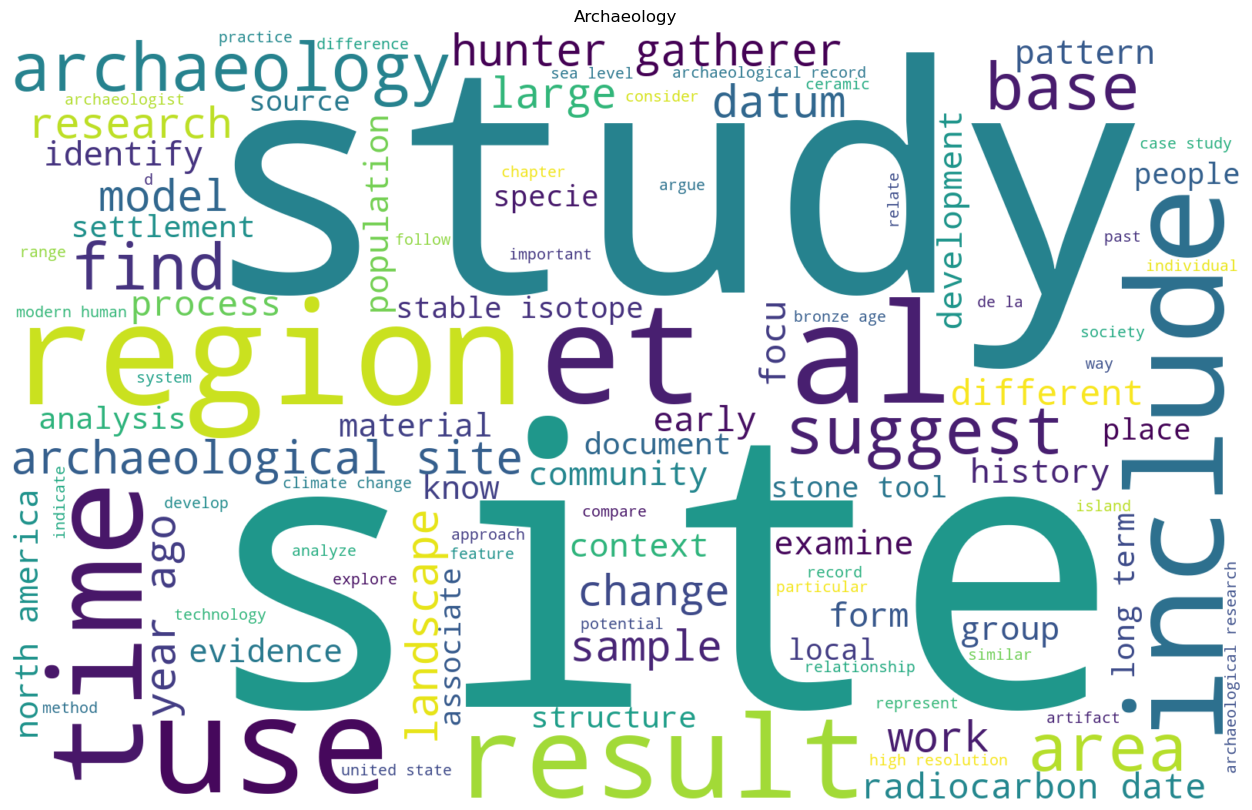 Archaeology
practice
difference
archaeology
hunter gatherer
pattern
sea level
archaeological record
ceramic
archaeologist
source
large
consider
datum
base
research
study
identify
population
development
case study
d
chapter
argue
people
model
specie
relate
settlement
follow
important
past
range
find
individual
modern human
process
stable isotope
de la
bronze age
society
region
et al
focu
way
include
system
different
analysis
material
early
suggest
place
archaeological site
document
history
community
know
climate change
stone tool
indicate
develop
site
island
north america
time
year ago
landscape
compare
approach
feature
analyze
context
examine
long term
explore
associate
change
record
particular
technology
potential
form
group
evidence
sample
local
similar
relationship
archaeological research
method
structure
represent
artifact
use
result
work
area
united state
high resolution
radiocarbon date